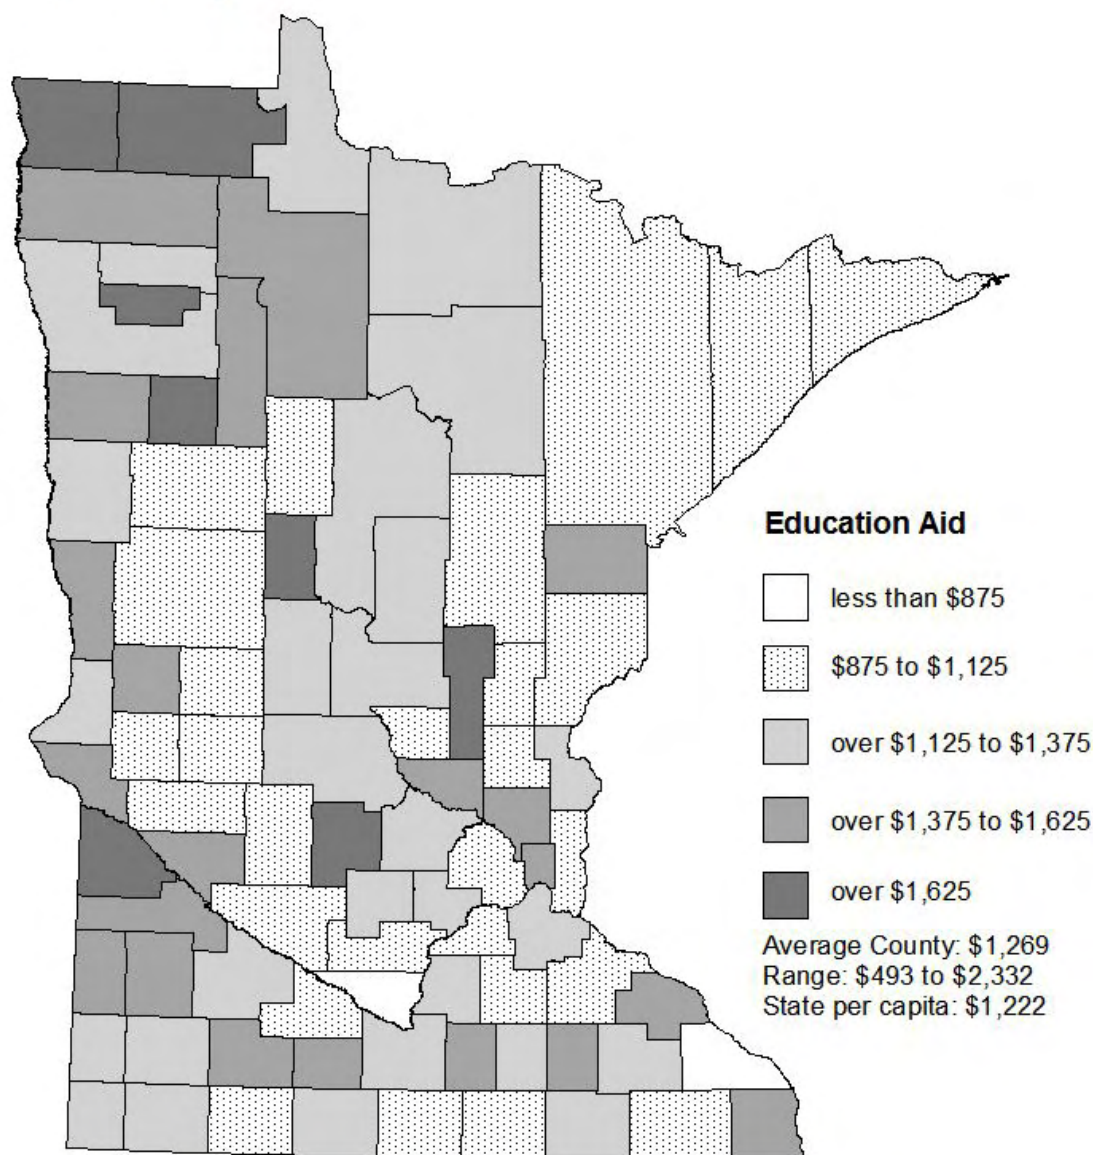 Education Aid
less than $875
$875 to $1,125
over $1,125 to $1,375
over $1,375 to $1,625
over $1,625
Average County: $1,269
Range: $493 to $2,332
State per capita: $1,222